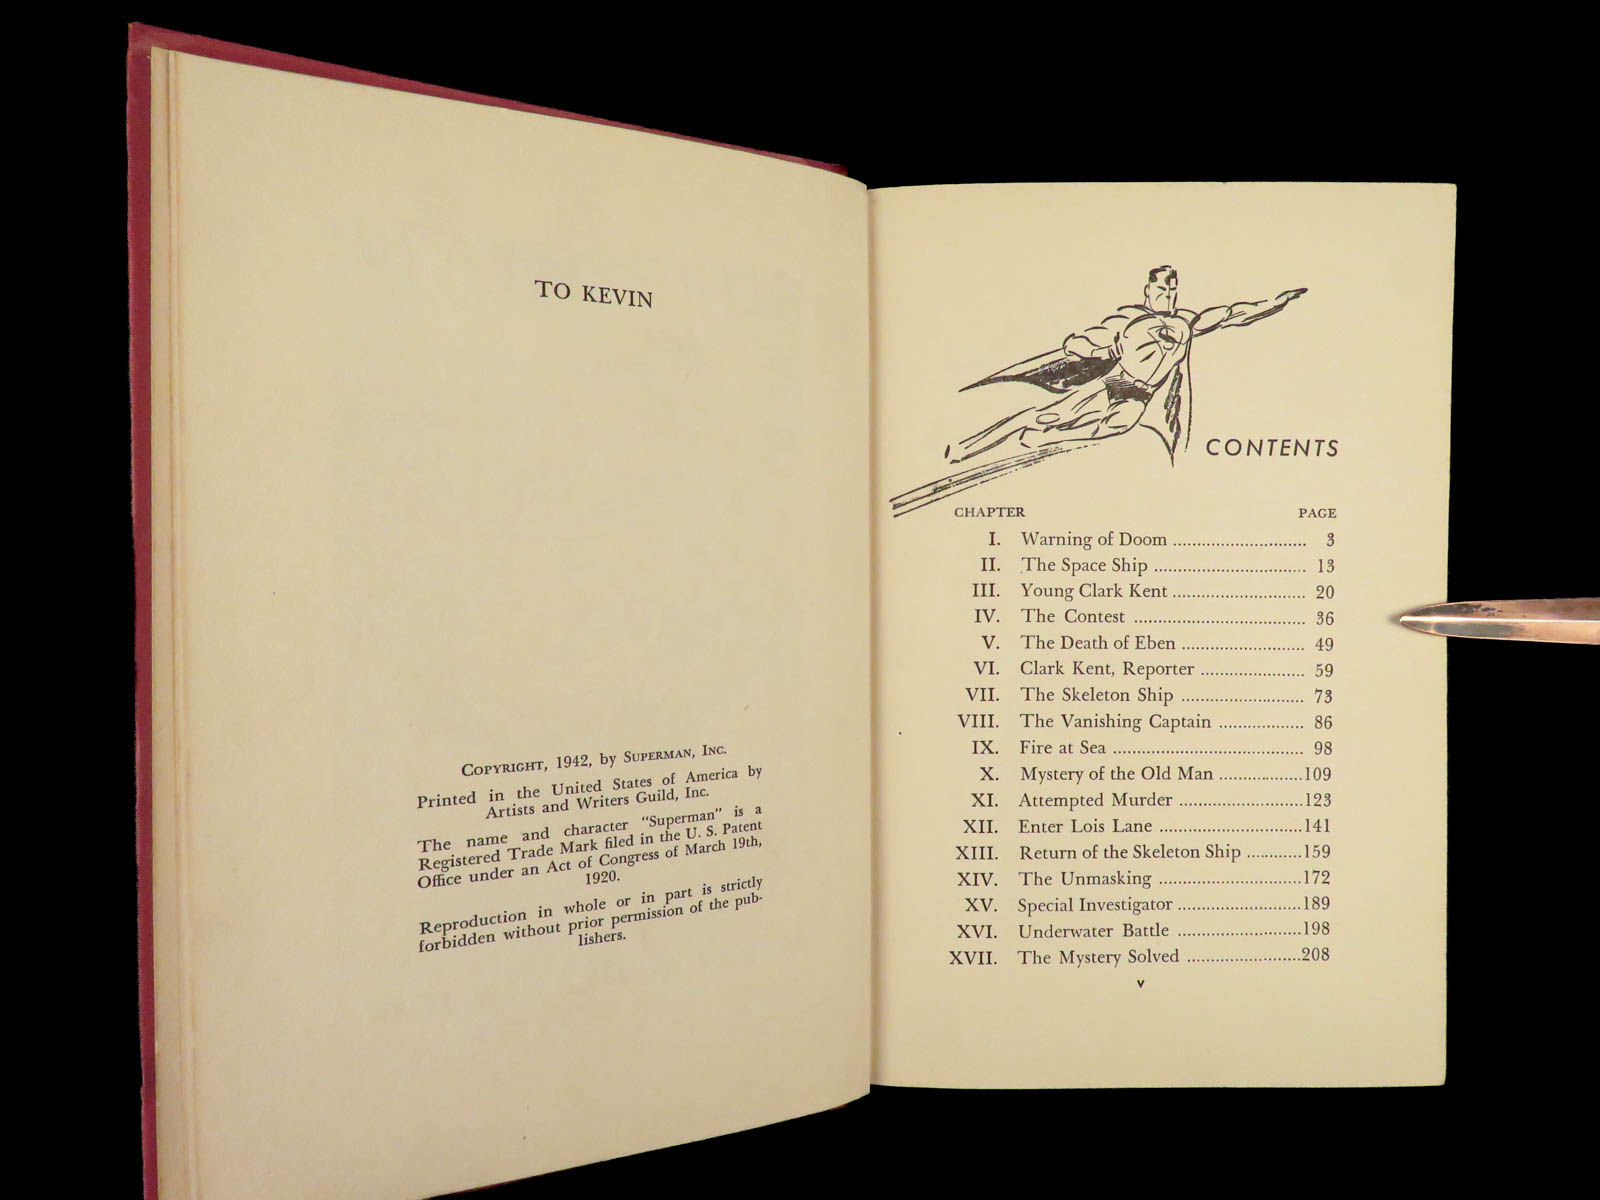 TO KEVIN
COPYRIGHT, 1942, by SUPERMAN, INC.
Printed in the United States of America by
Artists and Writers Guild, Inc.
The name and character "Superman" is a
Registered Trade Mark filed in the U. S. Patent
Office under an Act of Congress of March 19th,
1920.
Reproduction in whole or in part is strictly
forbidden without prior permission of the pub-
lishers.
S
CONTENTS
CHAPTER PAGE
I. Warning of Doom ............................ 3
II. The Space Ship ................................ 13
III. Young Clark Kent ............................ 20
IV. The Contest .................................... 36
V. The Death of Eben .......................... 49
VI. Clark Kent, Reporter ...................... 59
VII. The Skeleton Ship .......................... 73
VIII. The Vanishing Captain .................. 86
IX. Fire at Sea ........................................ 98
X. Mystery of the Old Man .................109
XI. Attempted Murder ..........................123
XII. Enter Lois Lane ..............................141
XIII. Return of the Skeleton Ship ...........159
XIV. The Unmasking ..............................172
XV. Special Investigator ..........................189
XVI. Underwater Battle ..........................198
XVII. The Mystery Solved ........................208
v